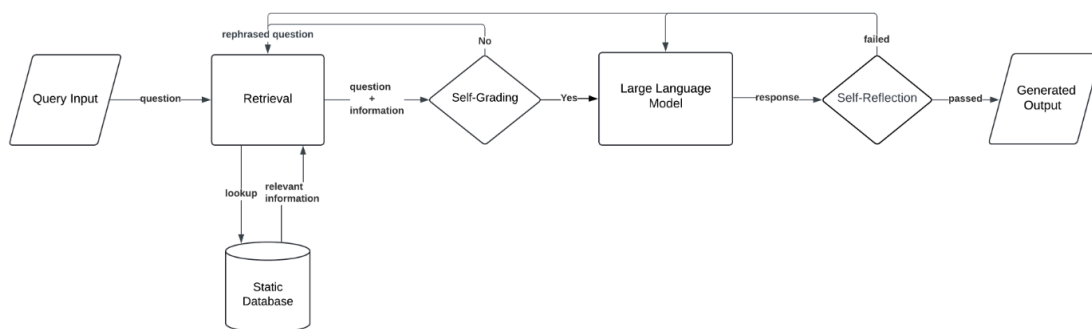 failed
No
rephrased question
Query Input
question
Retrieval
question
+
information
Self-Grading
Yes
Large Language
Model
response
Self-Reflection
passed
Generated
Output
lookup
relevant
information
Static
Database